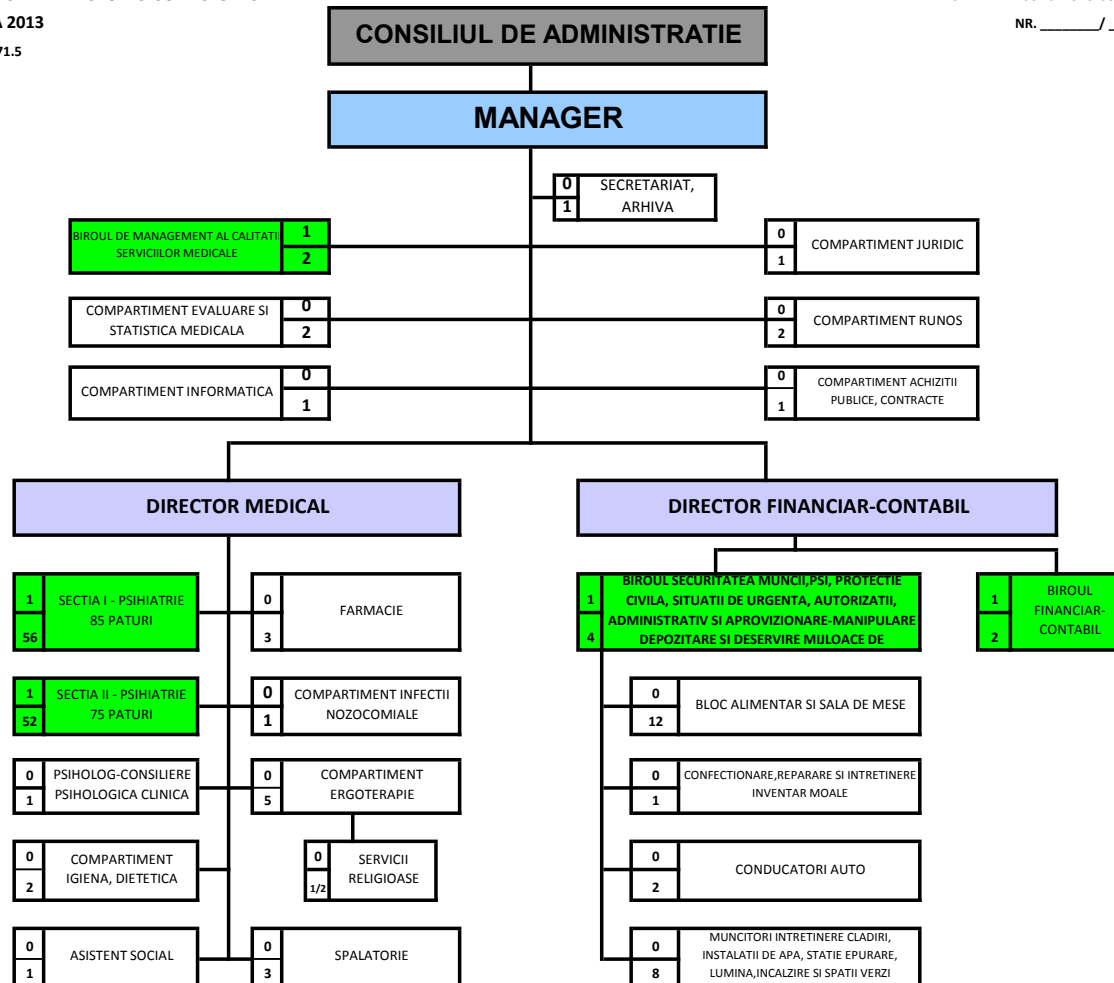 A 2013
71.5
NR. ________/ _
CONSILIUL DE ADMINISTRATIE
MANAGER
0
1
SECRETARIAT,
ARHIVA
BIROUL DE MANAGEMENT AL CALITATII
SERVICIILOR MEDICALE
1
2
0
1
COMPARTIMENT JURIDIC
COMPARTIMENT EVALUARE SI
STATISTICA MEDICALA
0
2
0
2
COMPARTIMENT RUNOS
COMPARTIMENT INFORMATICA
0
1
0
1
COMPARTIMENT ACHIZITII
PUBLICE, CONTRACTE
DIRECTOR MEDICAL
DIRECTOR FINANCIAR-CONTABIL
1
56
SECTIA I - PSIHIATRIE
85 PATURI
0
3
FARMACIE
1
4
BIROUL SECURITATEA MUNCII,PSI, PROTECTIE
CIVILA, SITUATII DE URGENTA, AUTORIZATII,
ADMINISTRATIV SI APROVIZIONARE-MANIPULARE
DEPOZITARE SI DESERVIRE MIJLOACE DE
1
2
BIROUL
FINANCIAR-
CONTABIL
1
52
SECTIA II - PSIHIATRIE
75 PATURI
0
1
COMPARTIMENT INFECTII
NOZOCOMIALE
0
12
BLOC ALIMENTAR SI SALA DE MESE
0
1
PSIHOLOG-CONSILIERE
PSIHOLOGICA CLINICA
0
5
COMPARTIMENT
ERGOTERAPIE
0
1
CONFECTIONARE,REPARARE SI INTRETINERE
INVENTAR MOALE
0
2
COMPARTIMENT
IGIENA, DIETETICA
0
1/2
SERVICII
RELIGIOASE
0
2
CONDUCATORI AUTO
0
1
ASISTENT SOCIAL
0
3
SPALATORIE
0
8
MUNCITORI INTRETINERE CLADIRI,
INSTALATII DE APA, STATIE EPURARE,
LUMINA,INCALZIRE SI SPATII VERZI